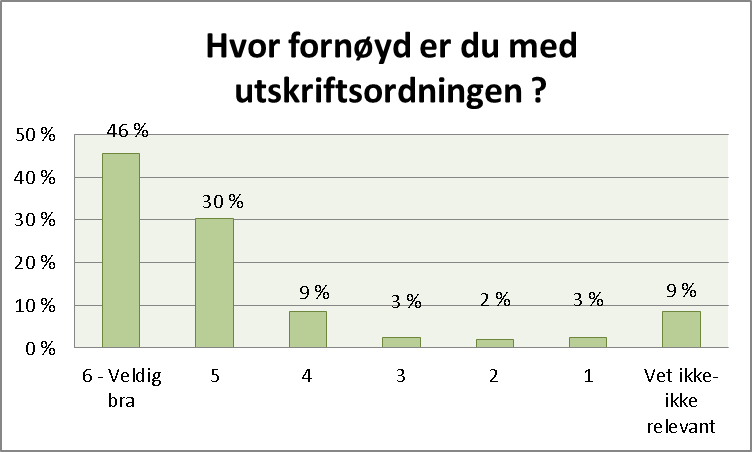 Hvor fornøyd er du med
utskriftsordningen ?
50 %
40 %
30 %
20 %
10 %
0 %
46 %
30 %
9 %
3 %
2 %
3 %
9 %
6 - Veldig
bra
5
4
3
2
1
Vet ikke-
ikke
relevant